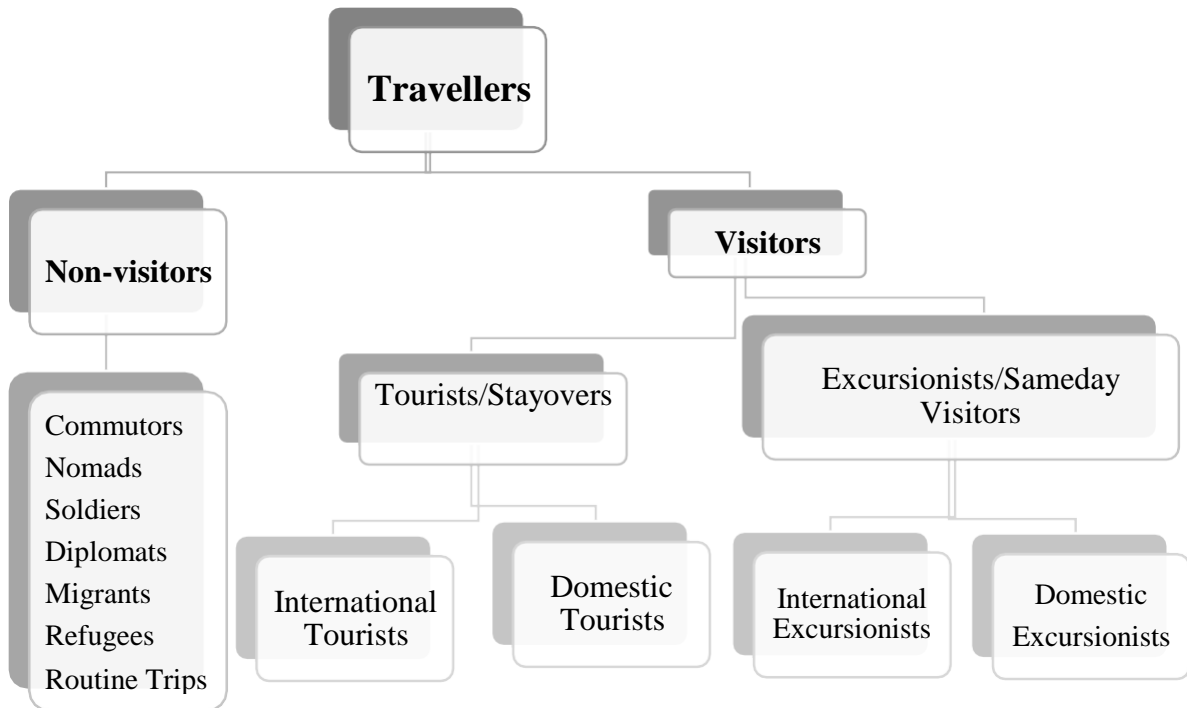 Travellers
Non-visitors
Visitors
Commutors
Nomads
Soldiers
Diplomats
Migrants
Refugees
Routine Trips
Tourists/Stayovers
Excursionists/Sameday
Visitors
International
Tourists
Domestic
Tourists
International
Excursionists
Domestic
Excursionists